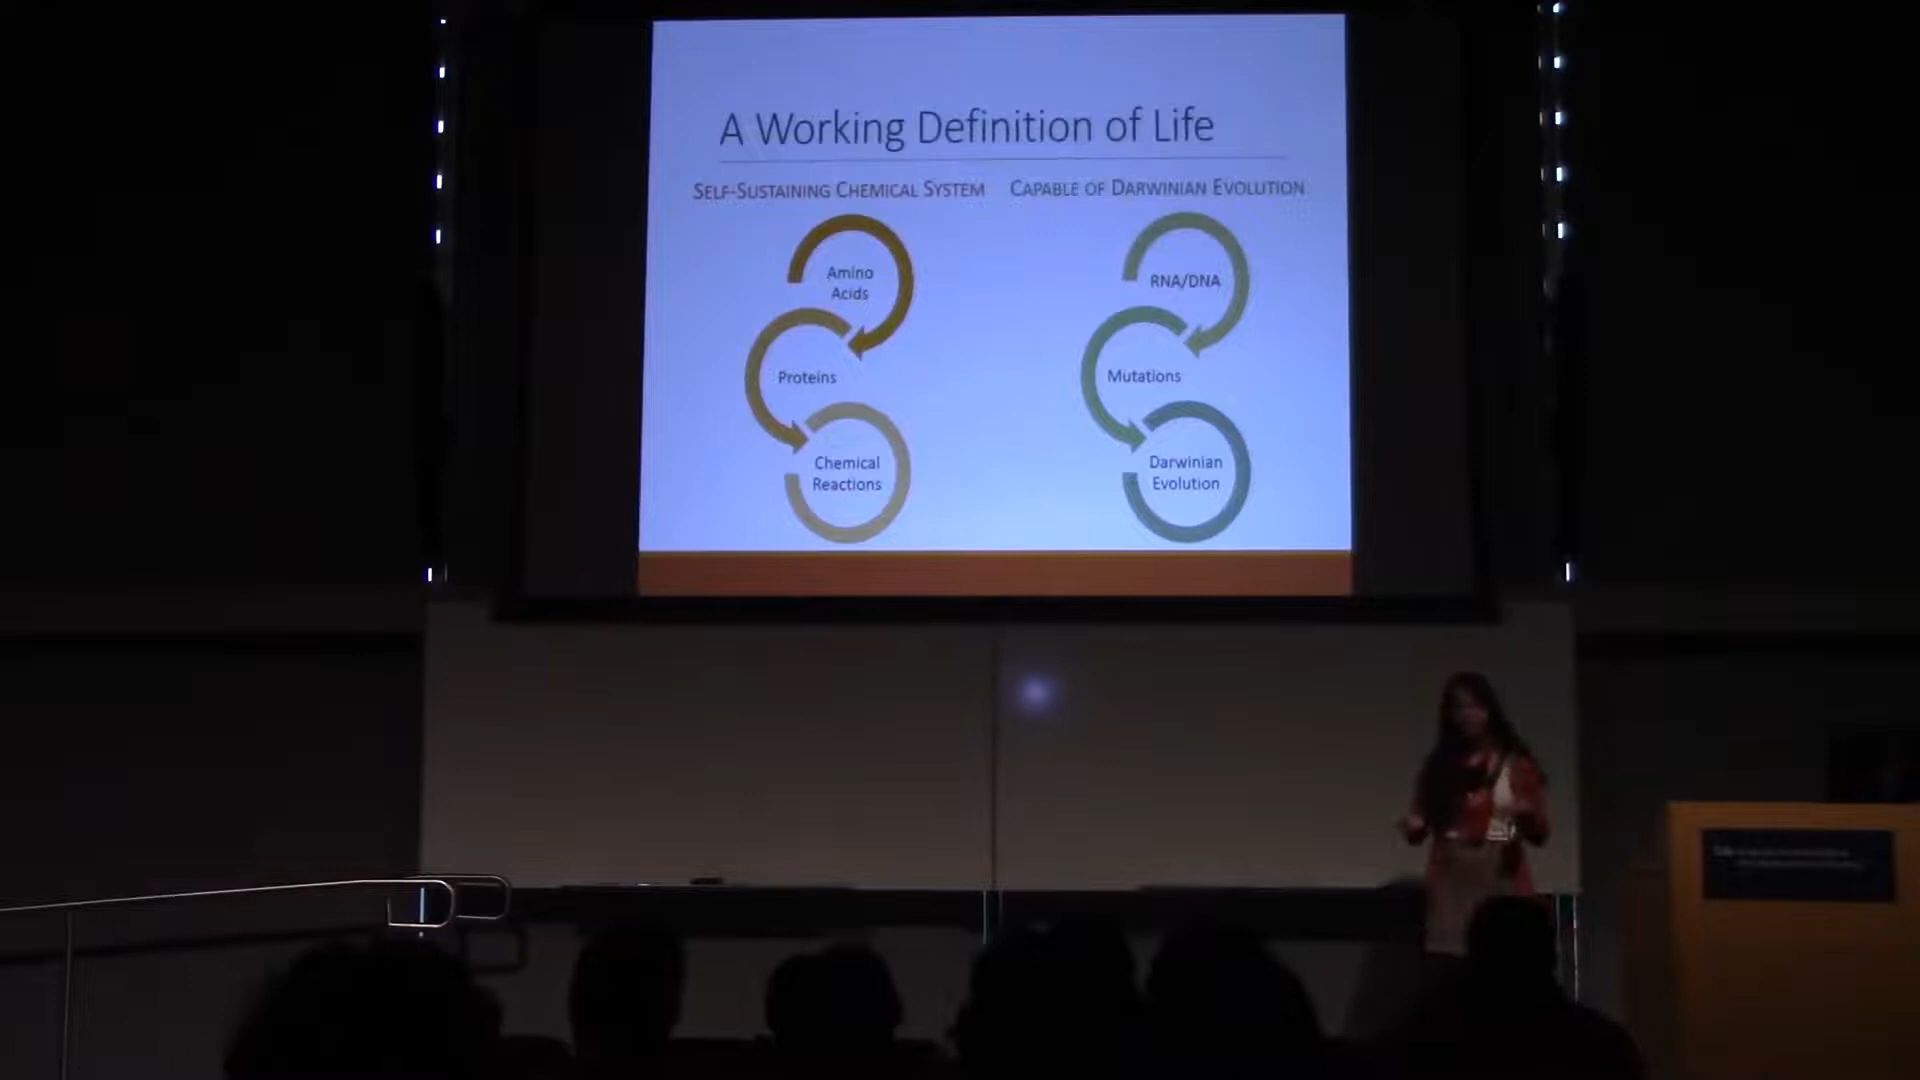 A Working Definition of Life
SELF-SUSTAINING CHEMICAL SYSTEM
CAPABLE OF DARWINIAN EVOLUTION
Amino
Acids
Proteins
Chemical
Reactions
RNA/DNA
Mutations
Darwinian
Evolution